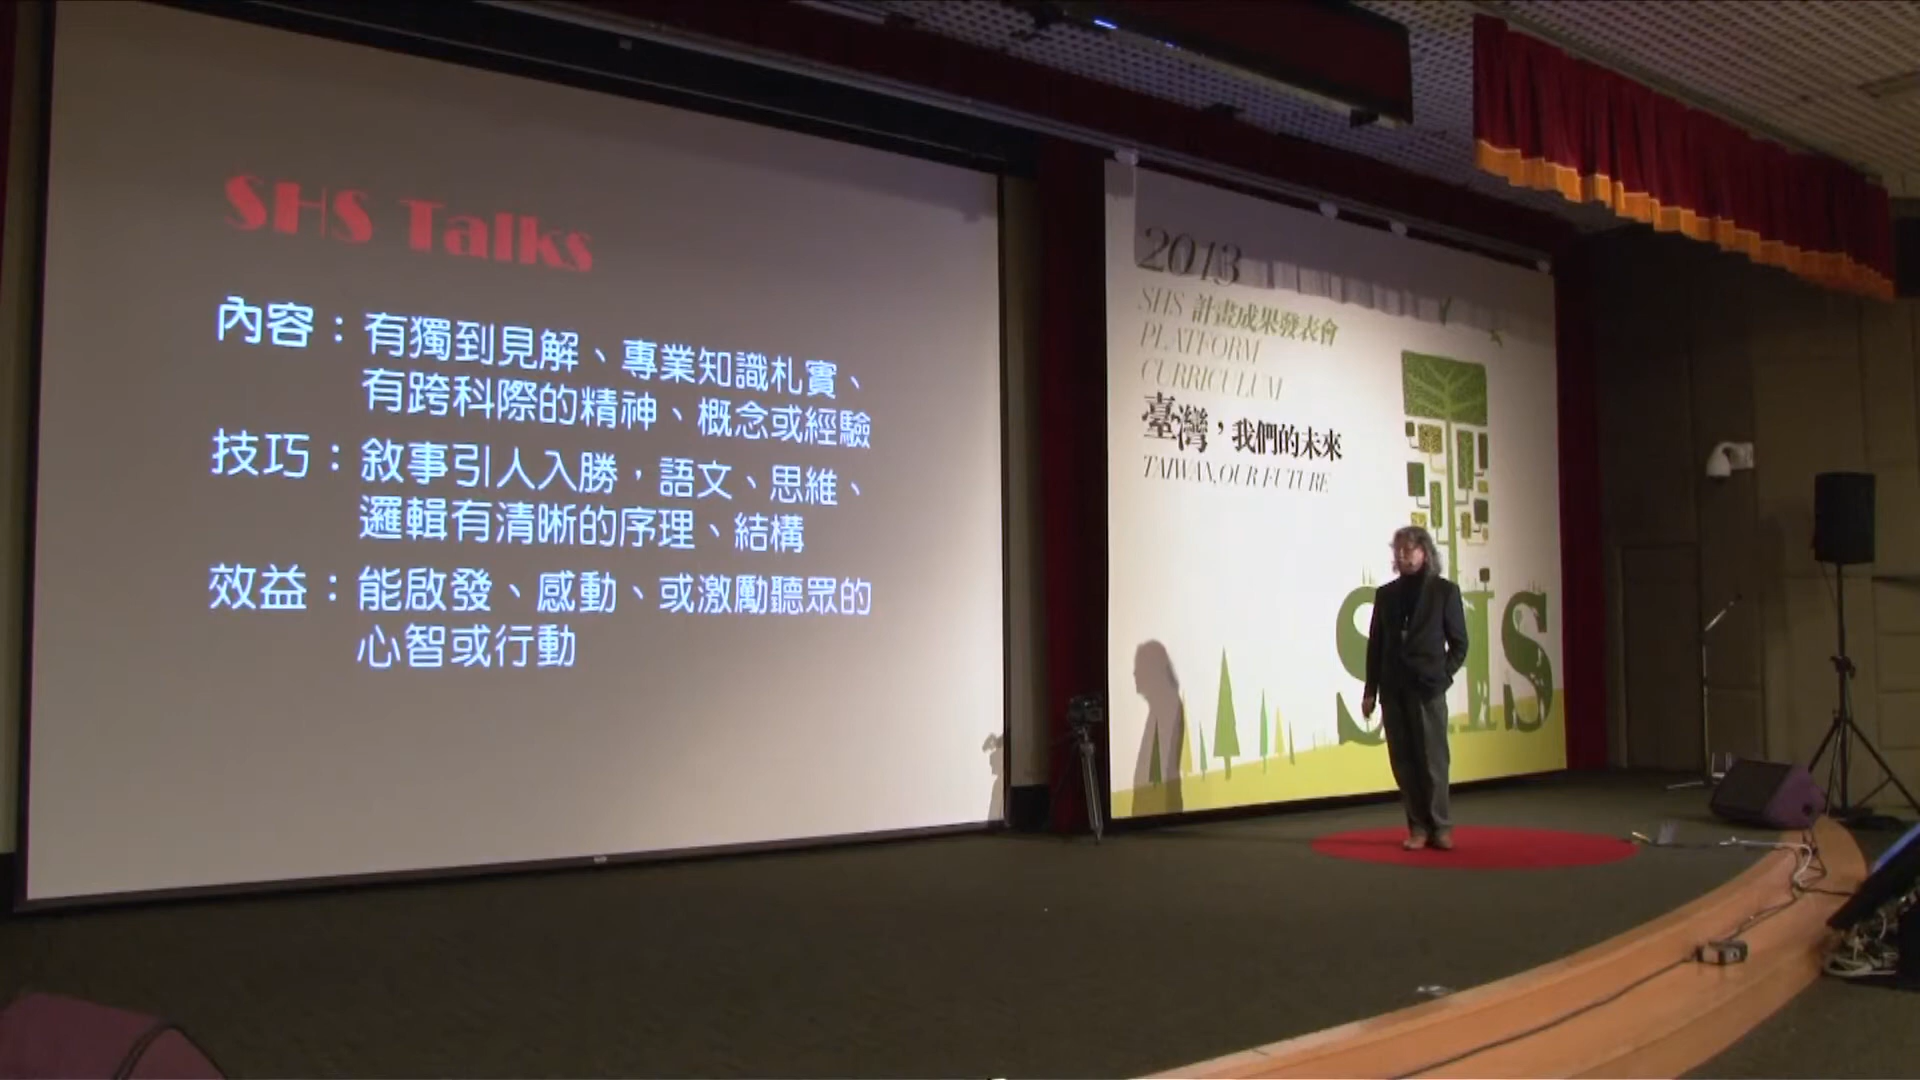 SHS Talks
內容：有獨到見解、專業知識札實、
有跨科際的精神、概念或經驗
技巧：敘事引人入勝，語文、思維、
邏輯有清晰的序理、結構
效益：能啟發、感動、或激勵聽眾的
心智或行動
2013
SHS 計畫成果發表會
PLATFORM
CURRICULUM
臺灣，我們的未來
TAIWAN, OUR FUTURE
SHS